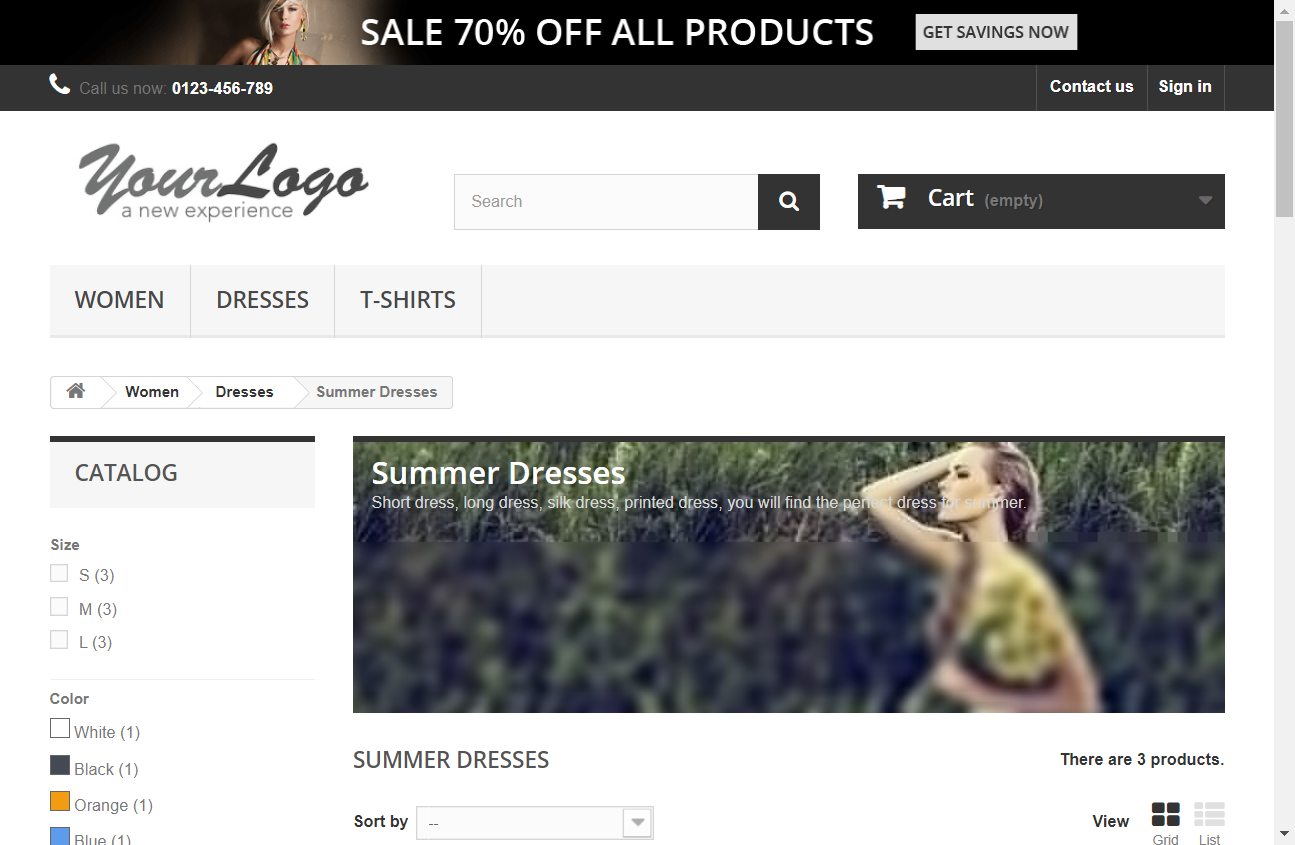 SALE 70% OFF ALL PRODUCTS
GET SAVINGS NOW
Call us now: 0123-456-789
Contact us
Sign in
YourLogo
a new experience
Search
Cart (empty)
WOMEN
DRESSES
T-SHIRTS
Women
Dresses
Summer Dresses
CATALOG
Size
S (3)
M (3)
L (3)
Color
White (1)
Black (1)
Orange (1)
Blue (1)
Summer Dresses
Short dress, long dress, silk dress, printed dress, you will find the perfect dress for summer.
SUMMER DRESSES
There are 3 products.
Sort by
--
View
Grid
List